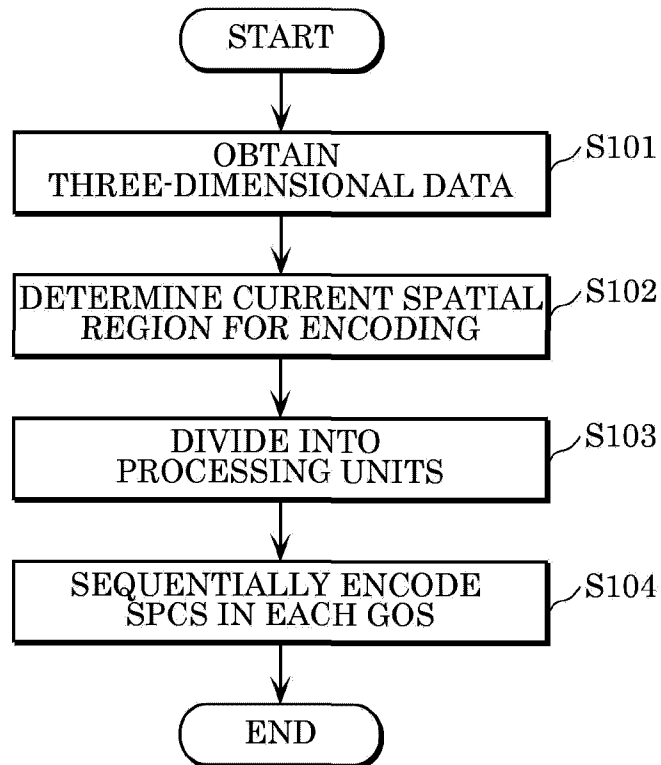 START
OBTAIN
THREE-DIMENSIONAL DATA
S101
DETERMINE CURRENT SPATIAL
REGION FOR ENCODING
S102
DIVIDE INTO
PROCESSING UNITS
S103
SEQUENTIALLY ENCODE
SPCS IN EACH GOS
S104
END